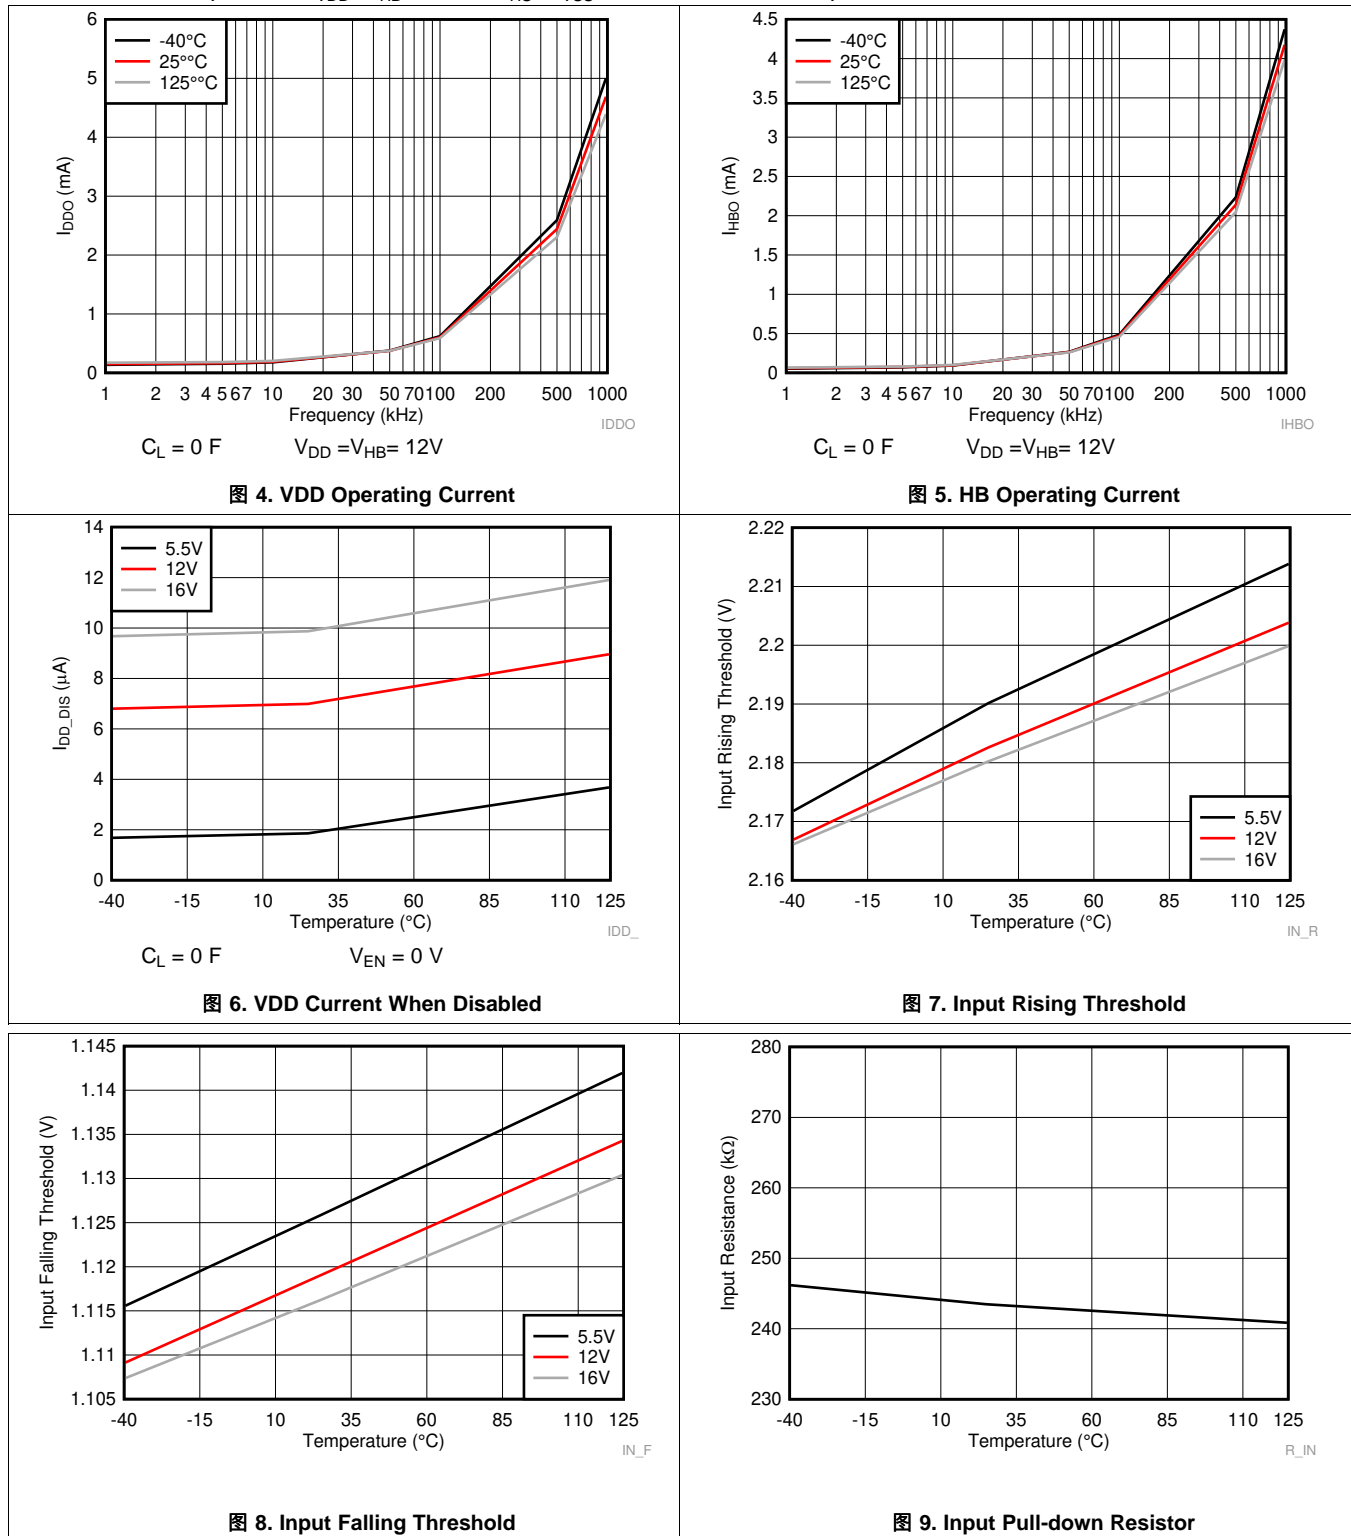 6
5
4
3
2
1
0
I_DDO (mA)
-40°C
25°°C
125°°C
1 2 3 4 5 6 7 10 20 30 50 70 100 200 500 1000
Frequency (kHz)
IDDO
C_L = 0 F V_DD =V_HB= 12V
图 4. VDD Operating Current
4.5
4
3.5
3
2.5
2
1.5
1
0.5
0
I_HBO (mA)
-40°C
25°C
125°C
1 2 3 4 5 6 7 10 20 30 50 70 100 200 500 1000
Frequency (kHz)
IHBO
C_L = 0 F V_DD =V_HB= 12V
图 5. HB Operating Current
14
12
10
8
6
4
2
0
I_DD_DIS (μA)
5.5V
12V
16V
-40 -15 10 35 60 85 110 125
Temperature (°C)
IDD_
C_L = 0 F V_EN = 0 V
图 6. VDD Current When Disabled
2.22
2.21
2.2
2.19
2.18
2.17
2.16
Input Rising Threshold (V)
5.5V
12V
16V
-40 -15 10 35 60 85 110 125
Temperature (°C)
IN_R
图 7. Input Rising Threshold
1.145
1.14
1.135
1.13
1.125
1.12
1.115
1.11
1.105
Input Falling Threshold (V)
5.5V
12V
16V
-40 -15 10 35 60 85 110 125
Temperature (°C)
IN_F
图 8. Input Falling Threshold
280
270
260
250
240
230
Input Resistance (kΩ)
-40 -15 10 35 60 85 110 125
Temperature (°C)
R_IN
图 9. Input Pull-down Resistor